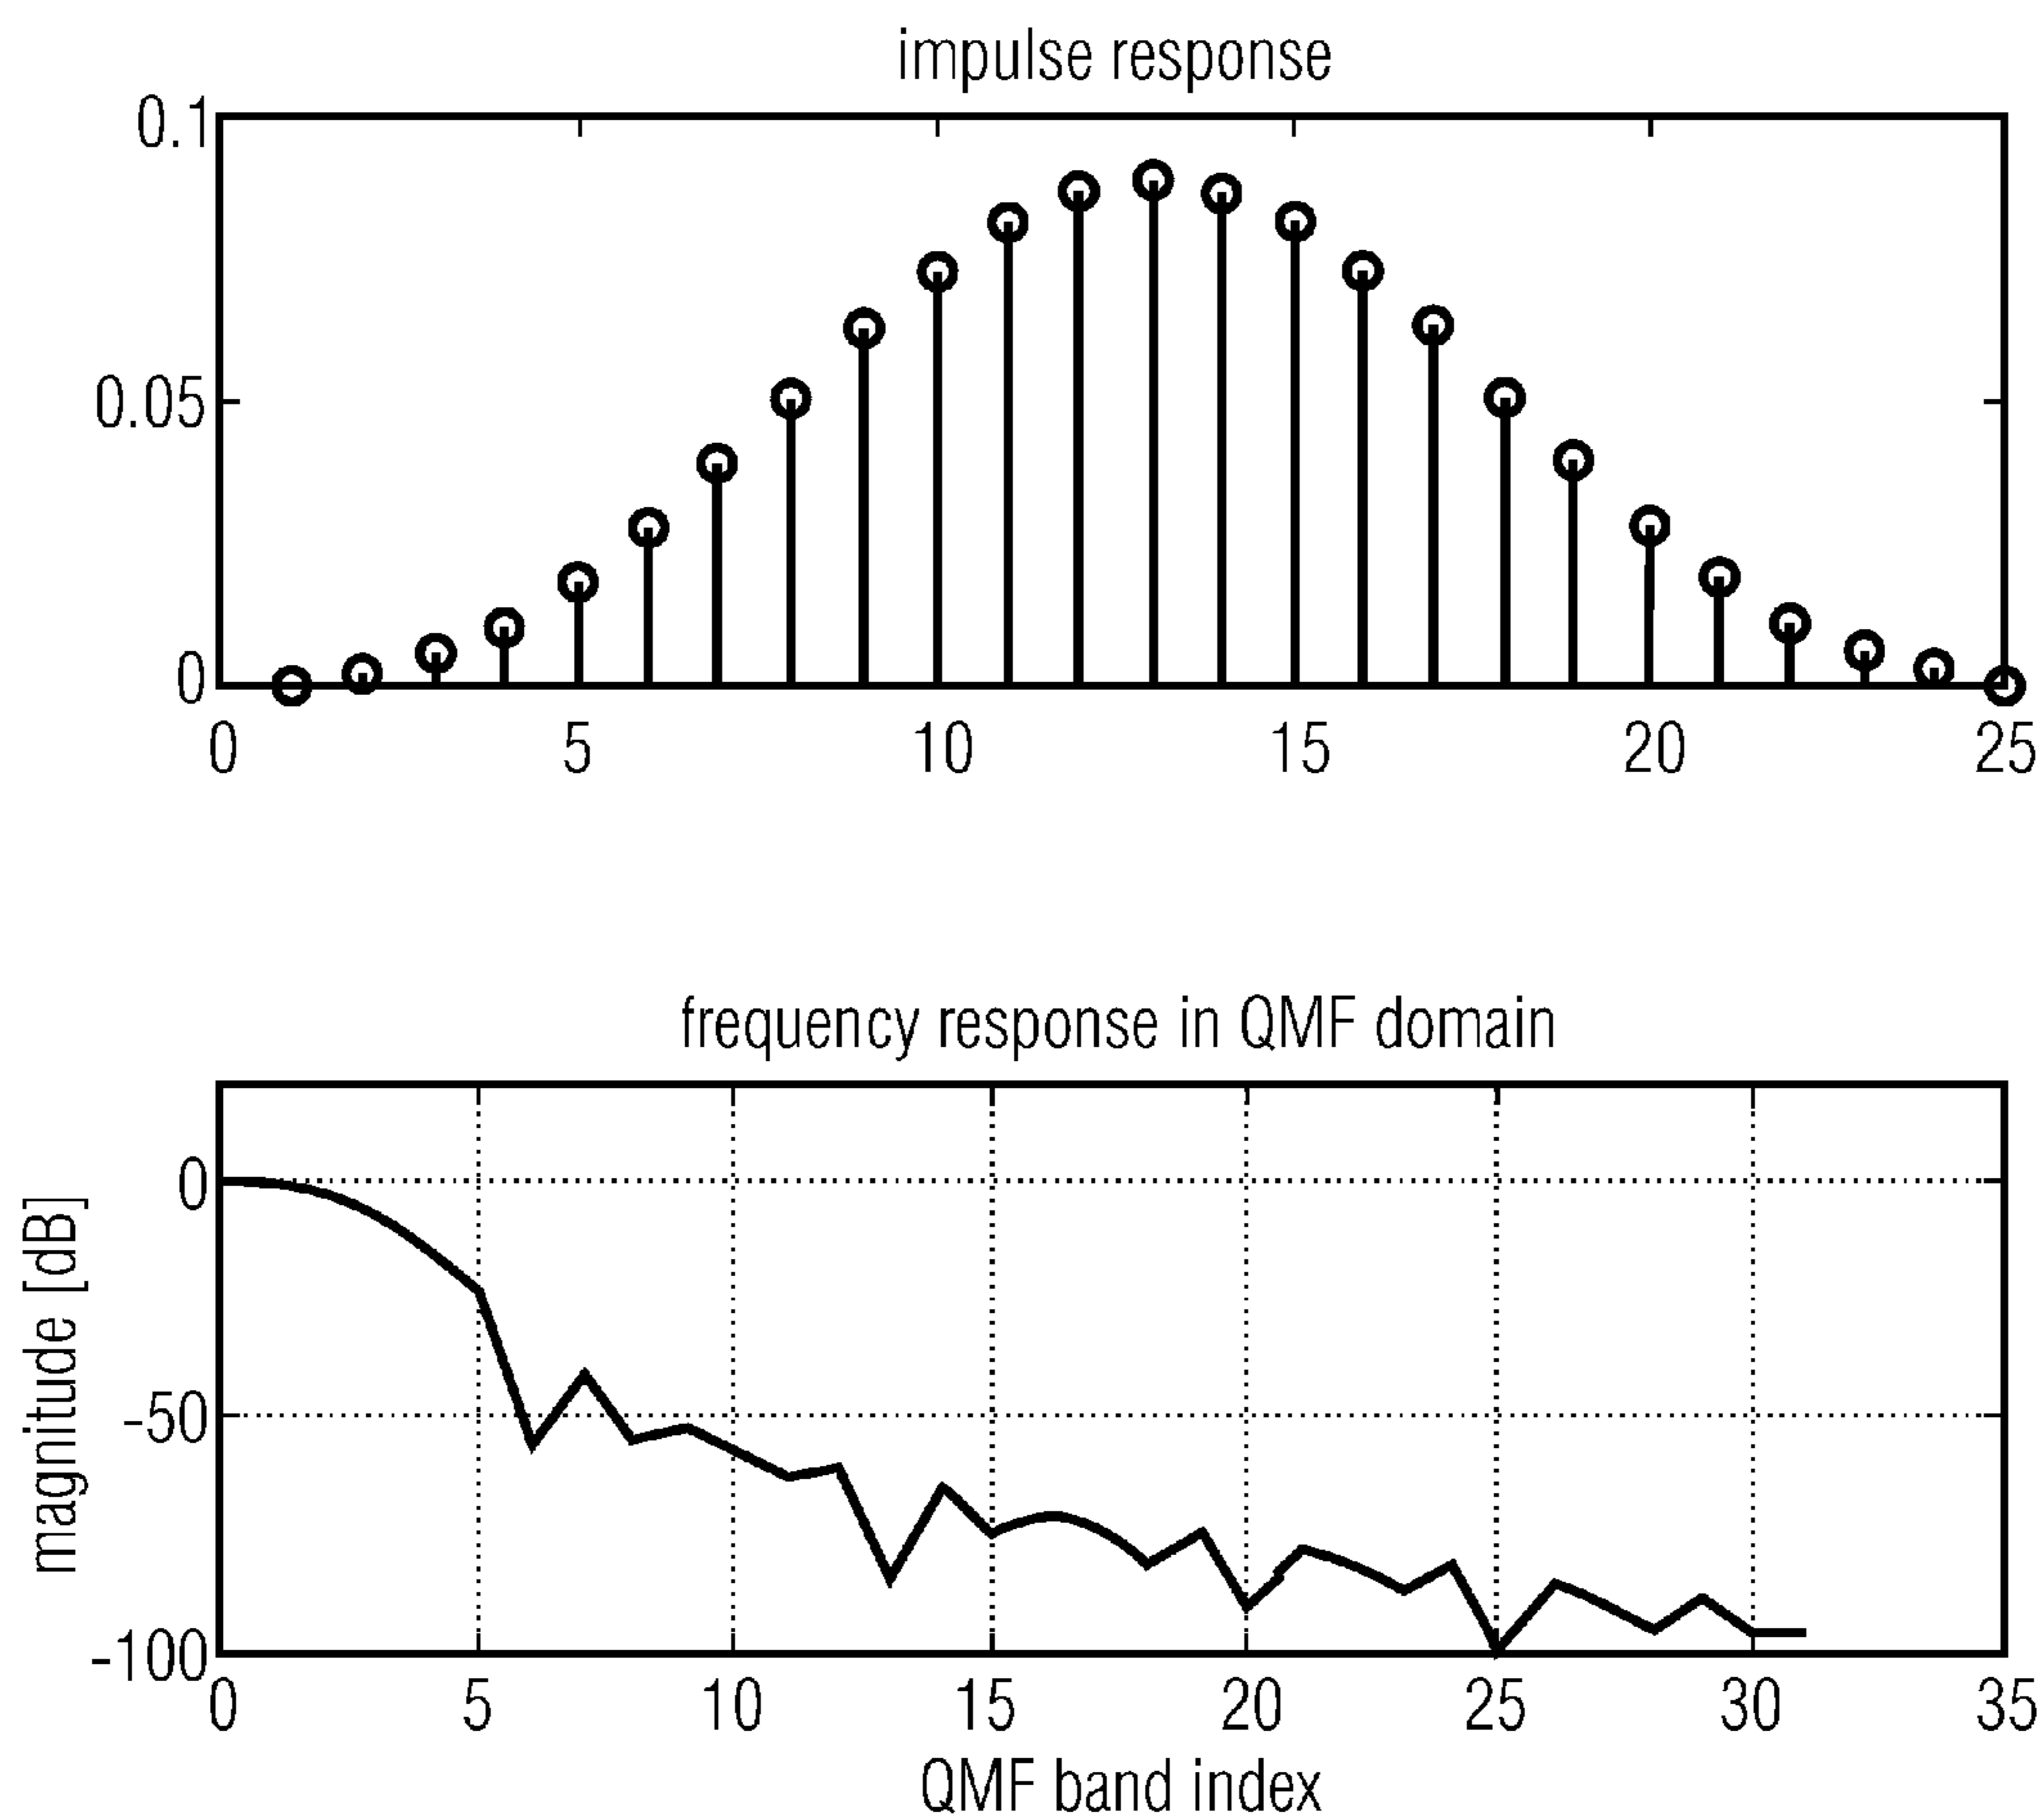 impulse response
0.1
0.05
0
0 5 10 15 20 25
frequency response in QMF domain
magnitude [dB]
0
-50
-100
0 5 10 15 20 25 30 35
QMF band index